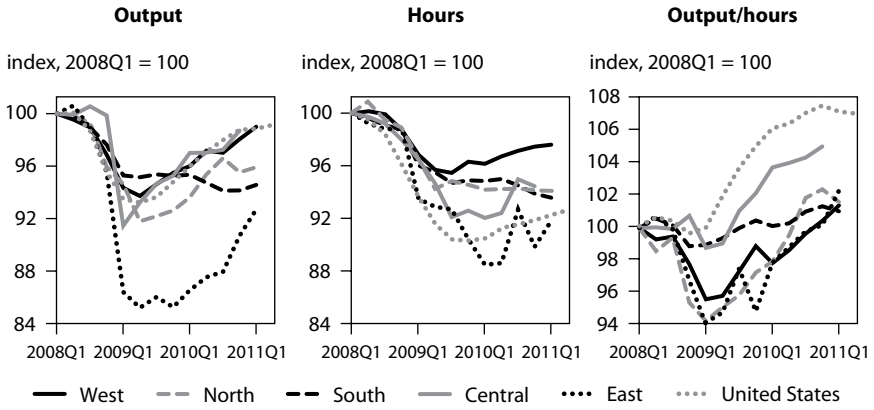 Output
Hours
Output/hours
index, 2008Q1 = 100
index, 2008Q1 = 100
index, 2008Q1 = 100
100
96
92
88
84
2008Q1 2009Q1 2010Q1 2011Q1
100
96
92
88
84
2008Q1 2009Q1 2010Q1 2011Q1
108
106
104
102
100
98
96
94
2008Q1 2009Q1 2010Q1 2011Q1
West North South Central East United States